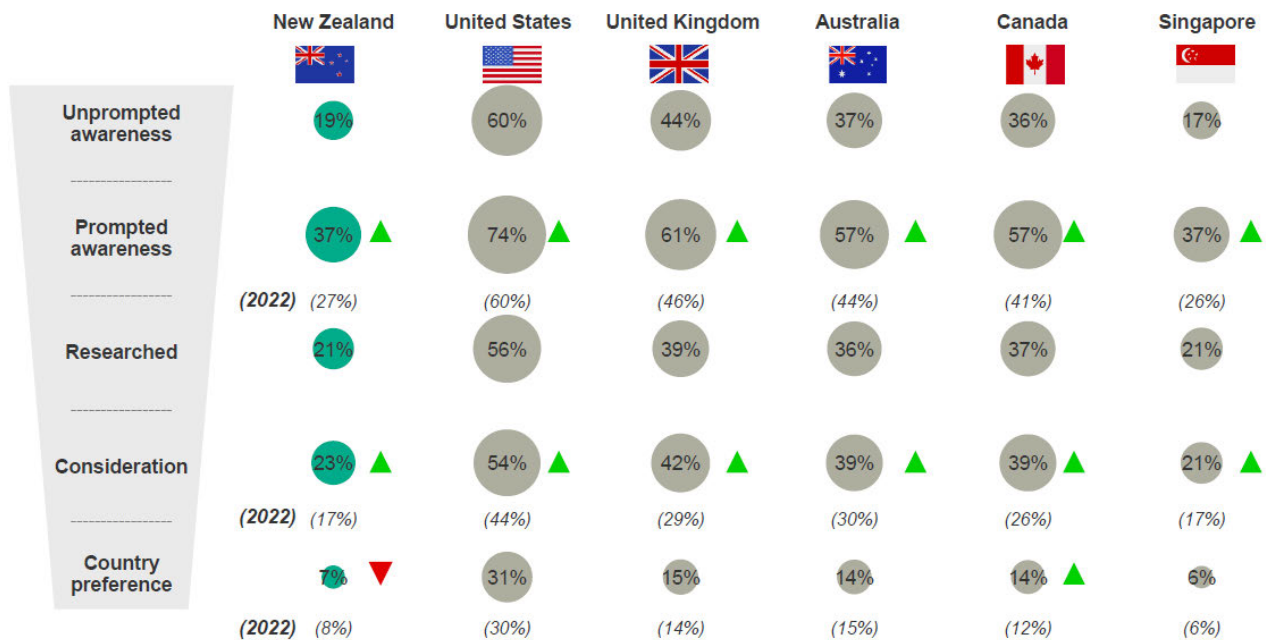 New Zealand United States United Kingdom Australia Canada Singapore
Unprompted
awareness
19% 60% 44% 37% 36% 17%
Prompted
awareness
37% 74% 61% 57% 57% 37%
(2022) (27%) (60%) (46%) (44%) (41%) (26%)
Researched
21% 56% 39% 36% 37% 21%
Consideration
23% 54% 42% 39% 39% 21%
(2022) (17%) (44%) (29%) (30%) (26%) (17%)
Country
preference
7% 31% 15% 14% 14% 6%
(2022) (8%) (30%) (14%) (15%) (12%) (6%)